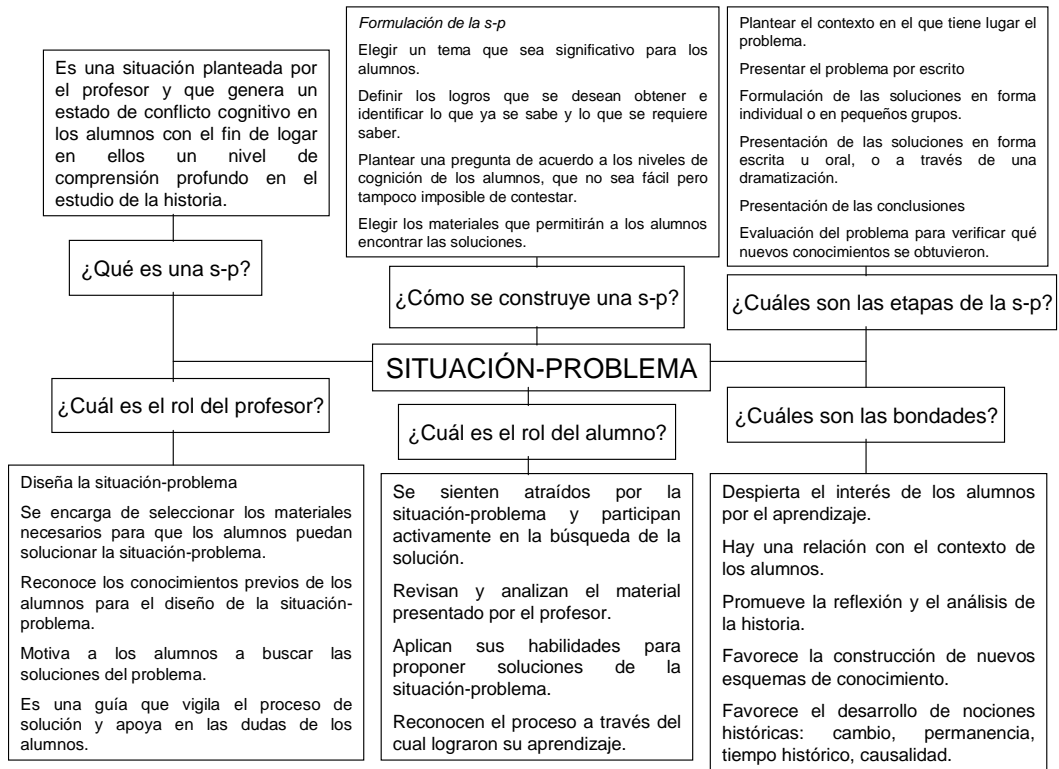 Es una situación planteada por
el profesor y que genera un
estado de conflicto cognitivo en
los alumnos con el fin de logar
en ellos un nivel de
comprensión profundo en el
estudio de la historia.
¿Qué es una s-p?
Formulación de la s-p
Elegir un tema que sea significativo para los
alumnos.
Definir los logros que se desean obtener e
identificar lo que ya se sabe y lo que se requiere
saber.
Plantear una pregunta de acuerdo a los niveles de
cognición de los alumnos, que no sea fácil pero
tampoco imposible de contestar.
Elegir los materiales que permitirán a los alumnos
encontrar las soluciones.
¿Cómo se construye una s-p?
Plantear el contexto en el que tiene lugar el
problema.
Presentar el problema por escrito
Formulación de las soluciones en forma
individual o en pequeños grupos.
Presentación de las soluciones en forma
escrita u oral, o a través de una
dramatización.
Presentación de las conclusiones
Evaluación del problema para verificar qué
nuevos conocimientos se obtuvieron.
¿Cuáles son las etapas de la s-p?
SITUACIÓN-PROBLEMA
¿Cuál es el rol del profesor?
Diseña la situación-problema
Se encarga de seleccionar los materiales
necesarios para que los alumnos puedan
solucionar la situación-problema.
Reconoce los conocimientos previos de los
alumnos para el diseño de la situación-
problema.
Motiva a los alumnos a buscar las
soluciones del problema.
Es una guía que vigila el proceso de
solución y apoya en las dudas de los
alumnos.
¿Cuál es el rol del alumno?
Se sienten atraídos por la
situación-problema y participan
activamente en la búsqueda de la
solución.
Revisan y analizan el material
presentado por el profesor.
Aplican sus habilidades para
proponer soluciones de la
situación-problema.
Reconocen el proceso a través del
cual lograron su aprendizaje.
¿Cuáles son las bondades?
Despierta el interés de los alumnos
por el aprendizaje.
Hay una relación con el contexto de
los alumnos.
Promueve la reflexión y el análisis de
la historia.
Favorece la construcción de nuevos
esquemas de conocimiento.
Favorece el desarrollo de nociones
históricas: cambio, permanencia,
tiempo histórico, causalidad.